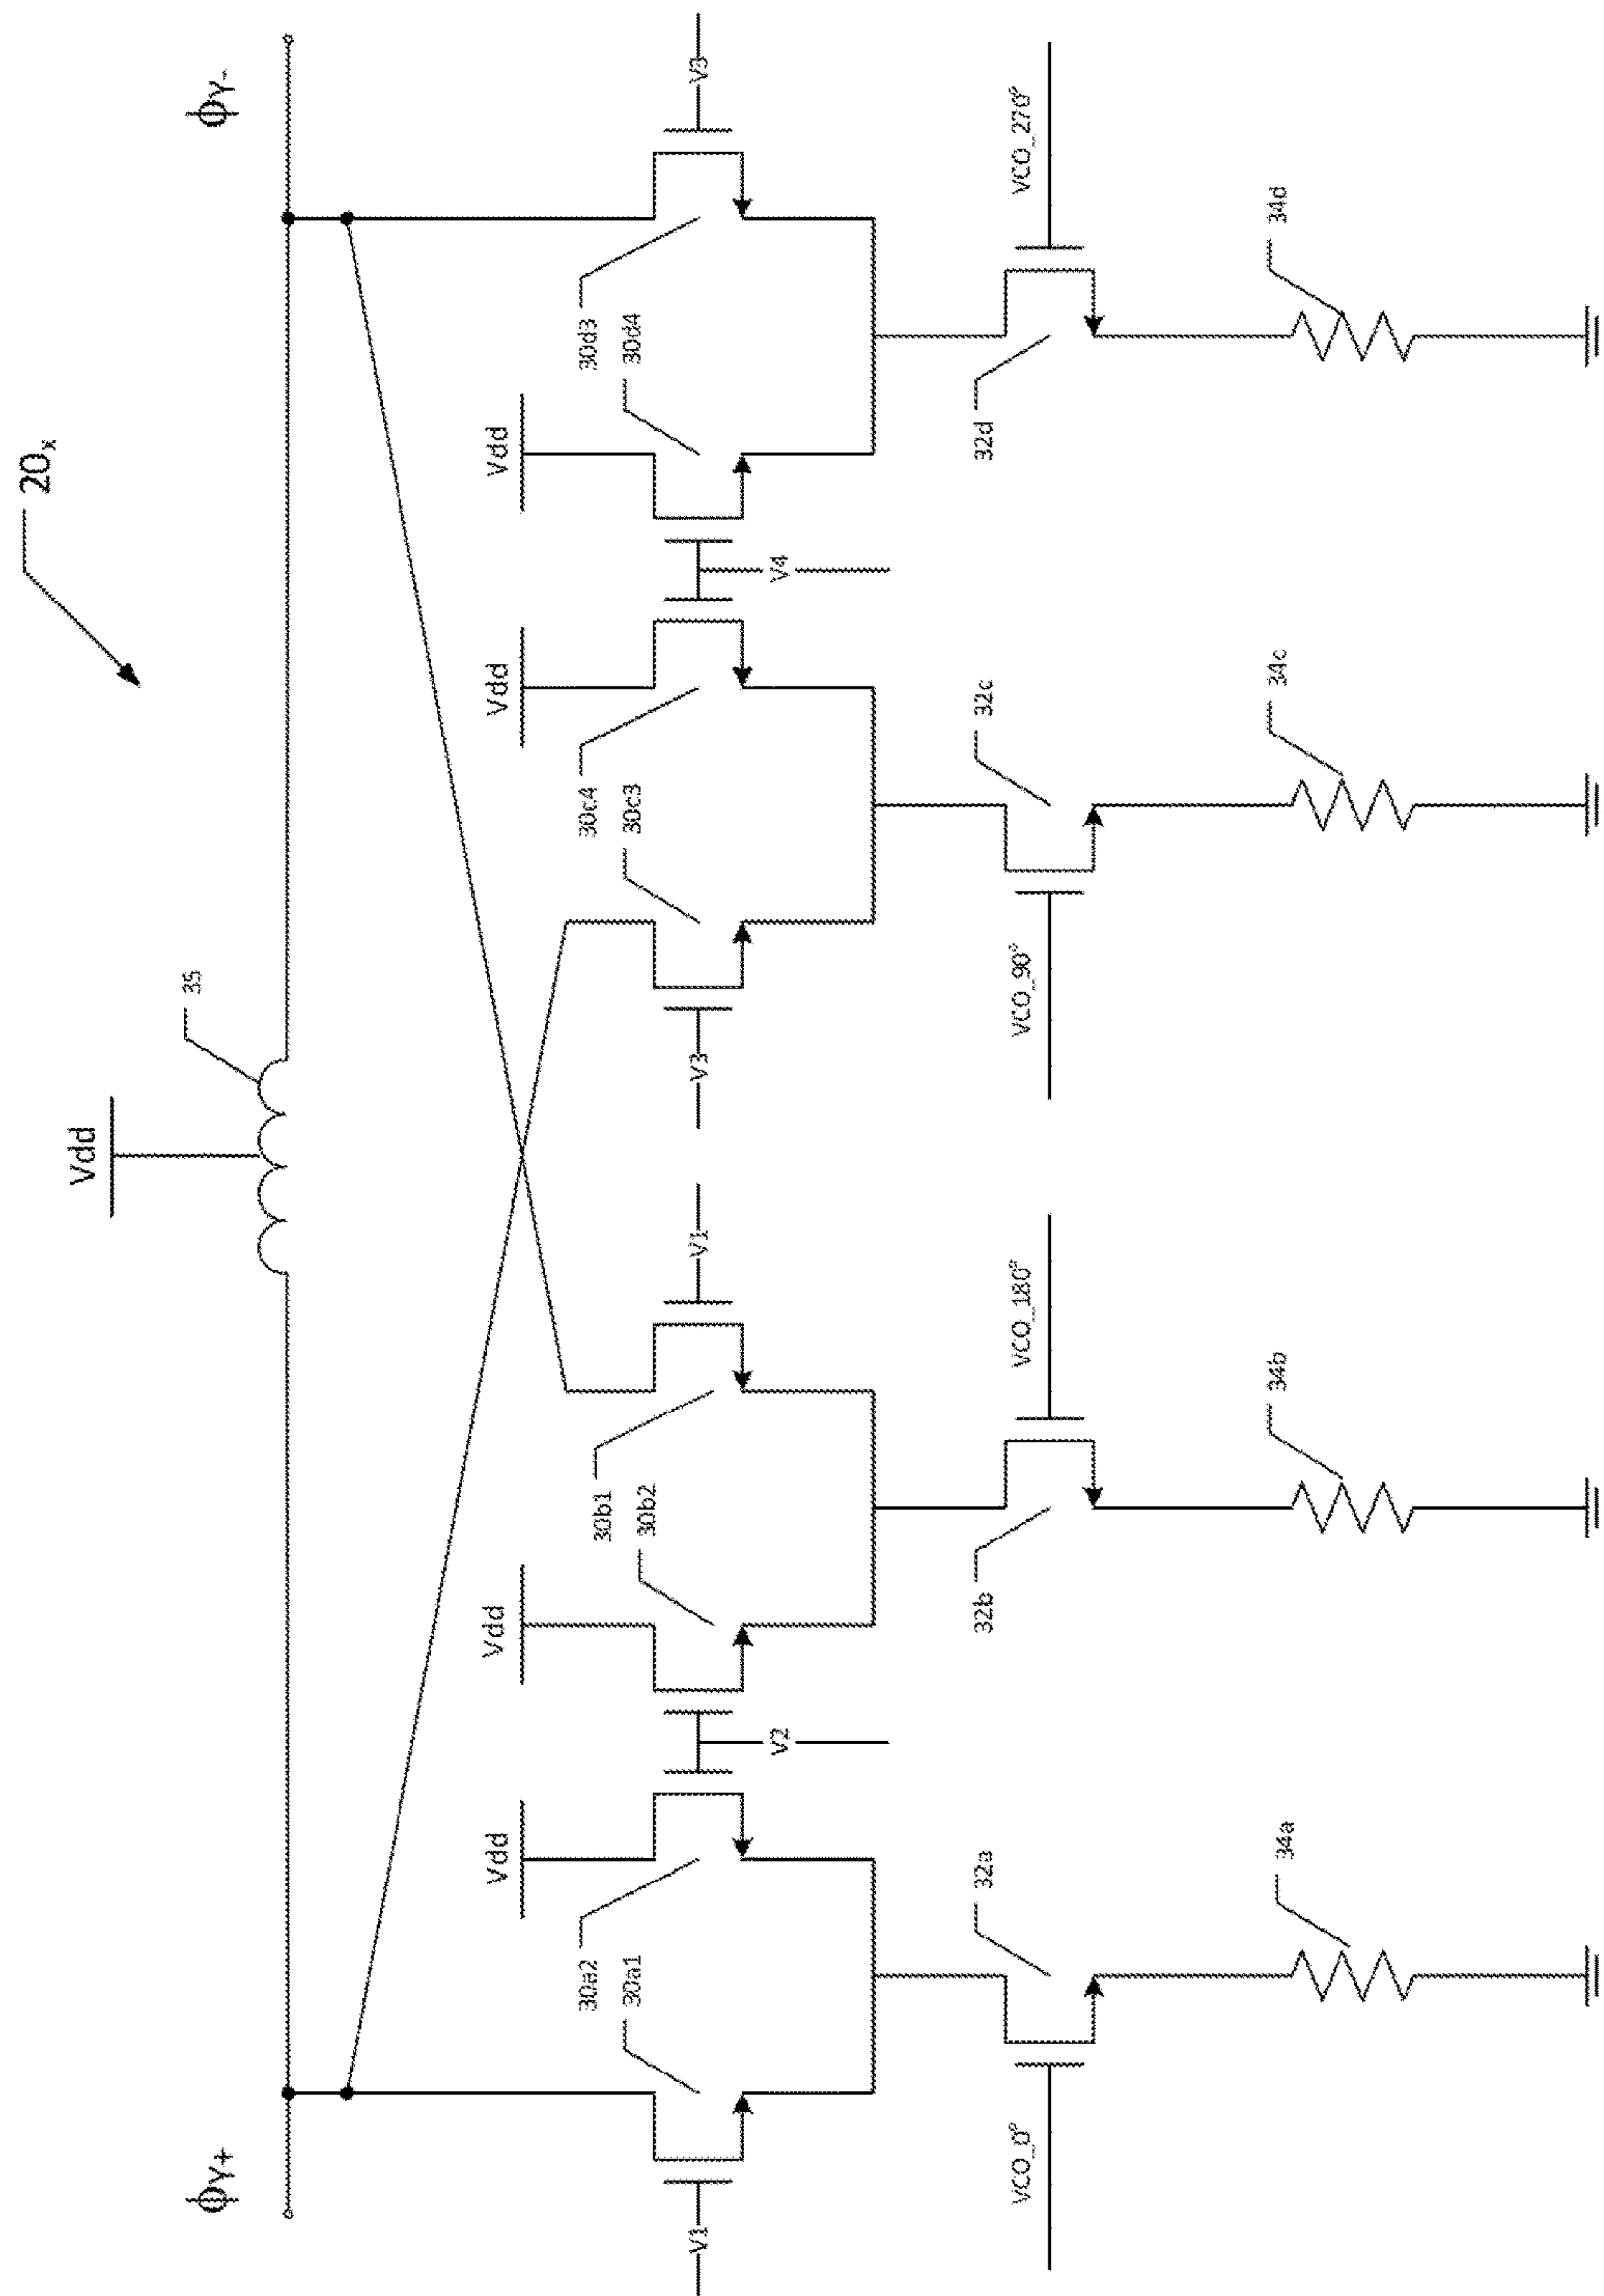 20x
Vdd
35
ϕY+
ϕY-
Vdd
Vdd
Vdd
Vdd
30a2
30a1
30b1
30b2
30c4
30c3
30d3
30d4
V1
V2
V1
V3
V4
V3
VCO_0°
32a
32b
VCO_180°
VCO_90°
32c
32d
VCO_270°
34a
34b
34c
34d